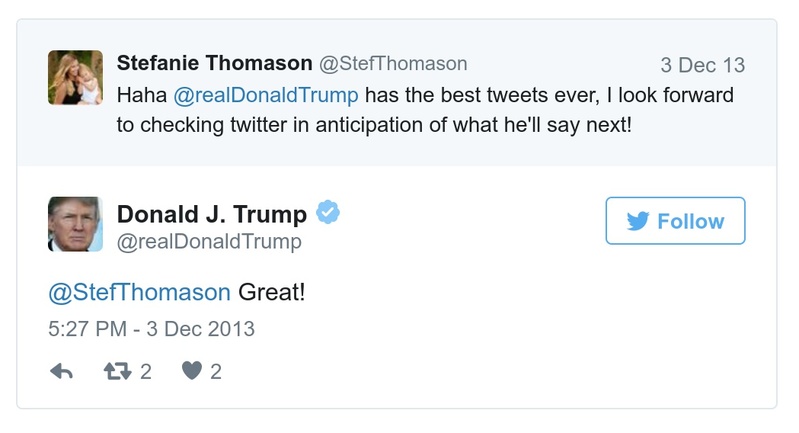 Stefanie Thomason @StefThomason 3 Dec 13
Haha @realDonaldTrump has the best tweets ever, I look forward
to checking twitter in anticipation of what he'll say next!
Donald J. Trump
@realDonaldTrump
Follow
@StefThomason Great!
5:27 PM - 3 Dec 2013
2 2